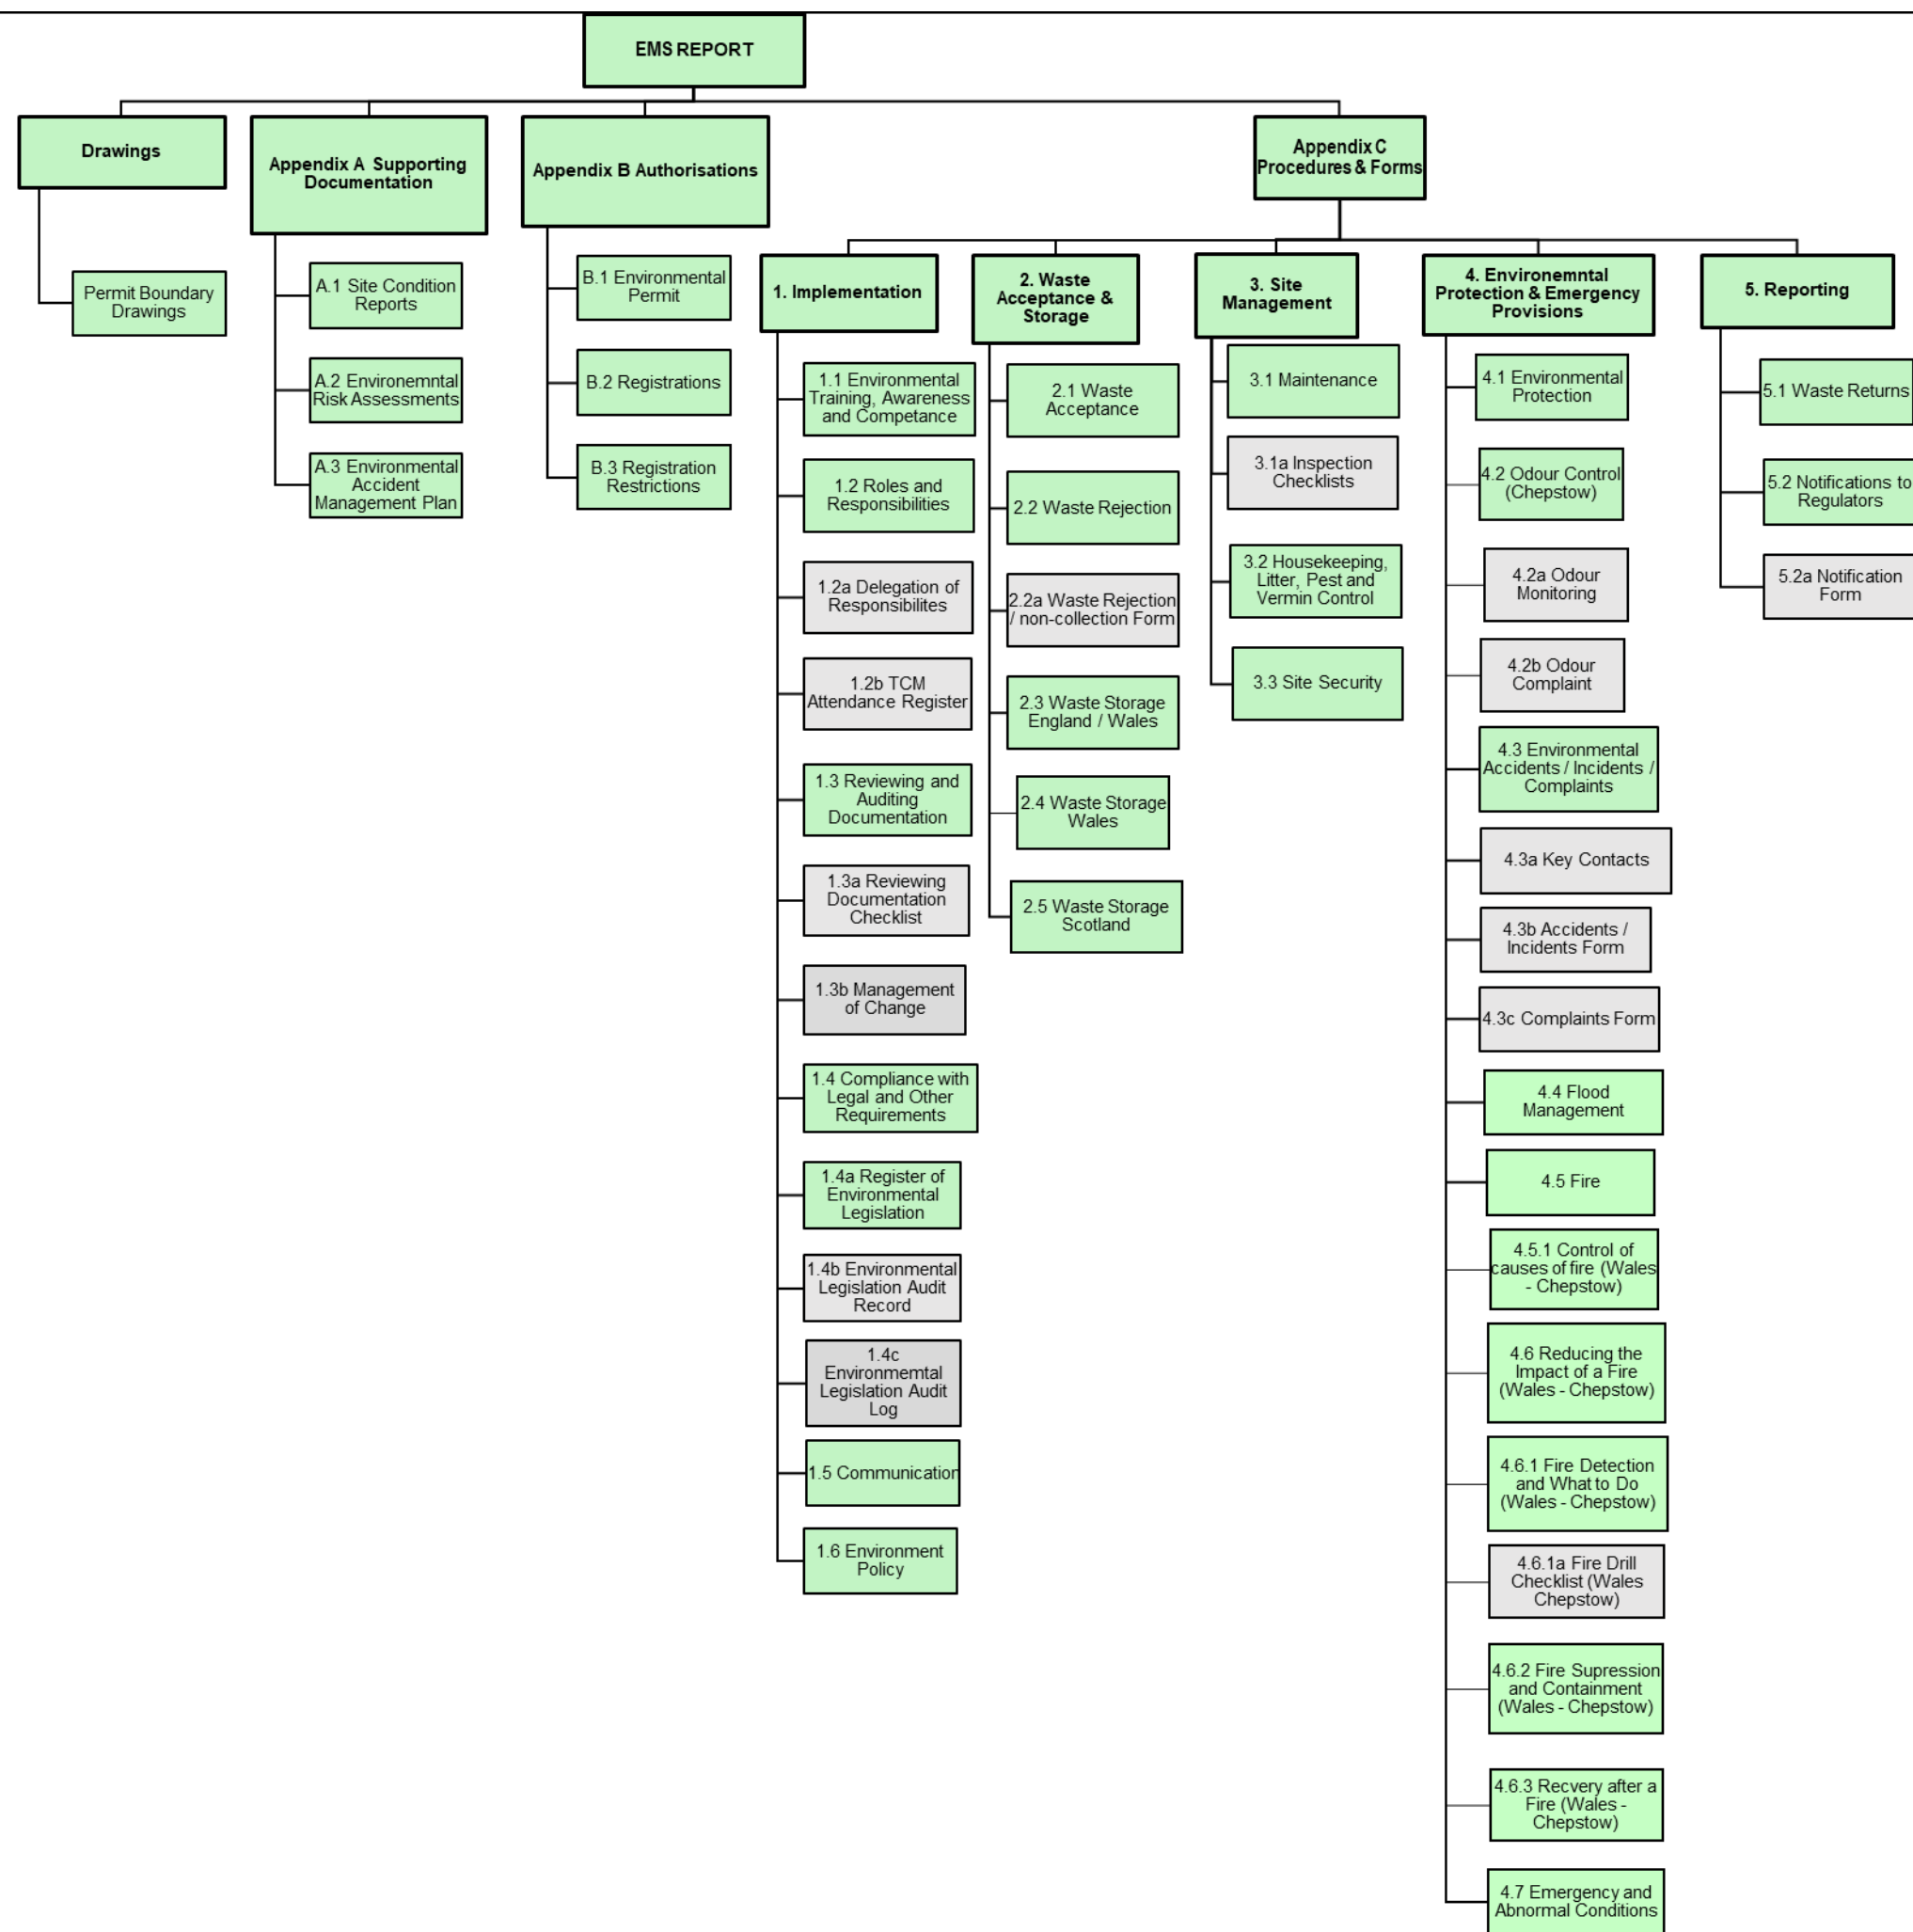 EMS REPORT
Drawings
Permit Boundary
Drawings
Appendix A Supporting
Documentation
A.1 Site Condition
Reports
A.2 Environemntal
Risk Assessments
A.3 Environmental
Accident
Management Plan
Appendix B Authorisations
B.1 Environmental
Permit
B.2 Registrations
B.3 Registration
Restrictions
Appendix C
Procedures & Forms
1. Implementation
1.1 Environmental
Training, Awareness
and Competance
1.2 Roles and
Responsibilities
1.2a Delegation of
Responsibilites
1.2b TCM
Attendance Register
1.3 Reviewing and
Auditing
Documentation
1.3a Reviewing
Documentation
Checklist
1.3b Management
of Change
1.4 Compliance with
Legal and Other
Requirements
1.4a Register of
Environmental
Legislation
1.4b Environmental
Legislation Audit
Record
1.4c
Environmemtal
Legislation Audit
Log
1.5 Communication
1.6 Environment
Policy
2. Waste
Acceptance &
Storage
2.1 Waste
Acceptance
2.2 Waste Rejection
2.2a Waste Rejection
/ non-collection Form
2.3 Waste Storage
England / Wales
2.4 Waste Storage
Wales
2.5 Waste Storage
Scotland
3. Site
Management
3.1 Maintenance
3.1a Inspection
Checklists
3.2 Housekeeping,
Litter, Pest and
Vermin Control
3.3 Site Security
4. Environemntal
Protection & Emergency
Provisions
4.1 Environmental
Protection
4.2 Odour Control
(Chepstow)
4.2a Odour
Monitoring
4.2b Odour
Complaint
4.3 Environmental
Accidents / Incidents /
Complaints
4.3a Key Contacts
4.3b Accidents /
Incidents Form
4.3c Complaints Form
4.4 Flood
Management
4.5 Fire
4.5.1 Control of
causes of fire (Wales
- Chepstow)
4.6 Reducing the
Impact of a Fire
(Wales - Chepstow)
4.6.1 Fire Detection
and What to Do
(Wales - Chepstow)
4.6.1a Fire Drill
Checklist (Wales
Chepstow)
4.6.2 Fire Supression
and Containment
(Wales - Chepstow)
4.6.3 Recvery after a
Fire (Wales -
Chepstow)
4.7 Emergency and
Abnormal Conditions
5. Reporting
5.1 Waste Returns
5.2 Notifications to
Regulators
5.2a Notification
Form